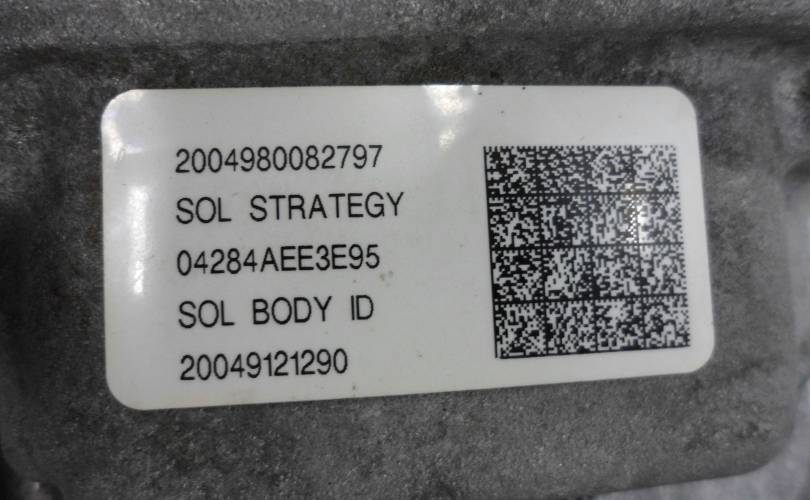 2004980082797
SOL STRATEGY
04284AEE3E95
SOL BODY ID
20049121290